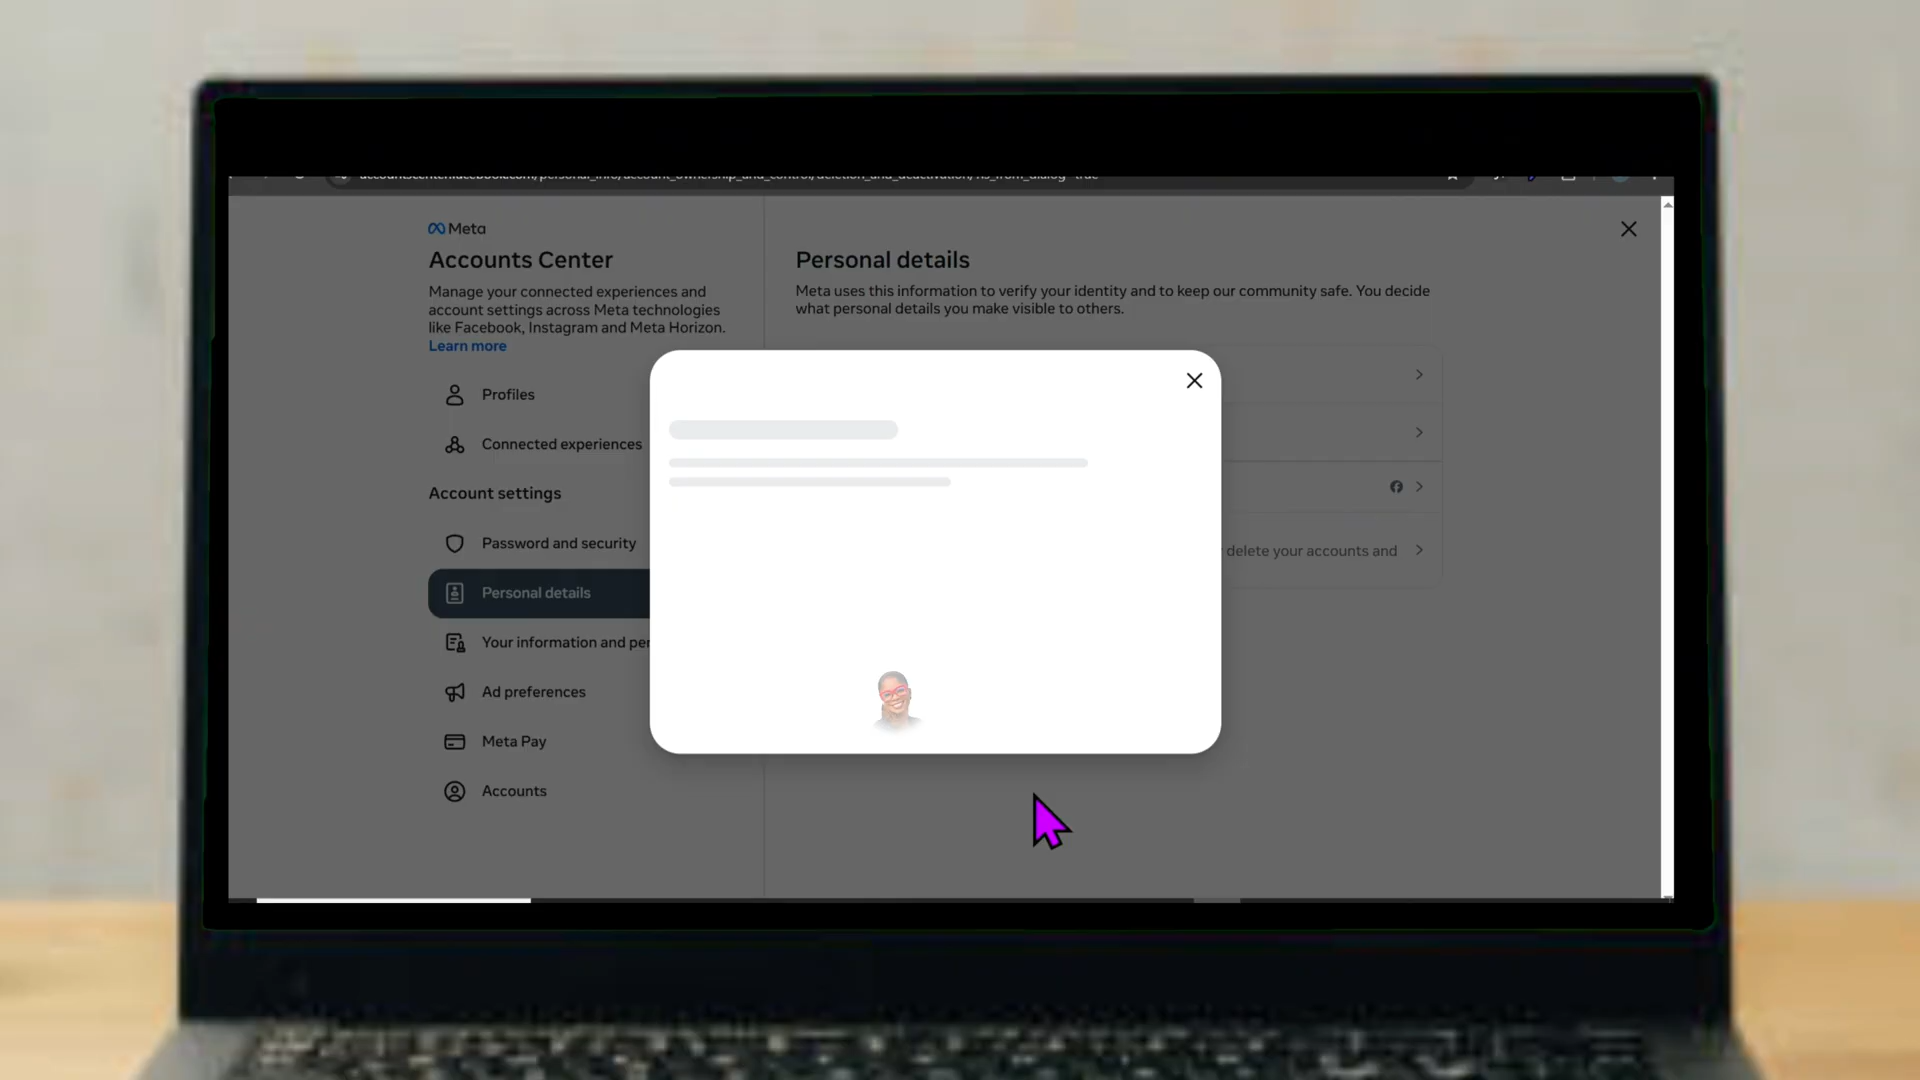 Meta
Accounts Center
Manage your connected experiences and
account settings across Meta technologies
like Facebook, Instagram and Meta Horizon.
Learn more
Profiles
Connected experiences
Account settings
Password and security
Personal details
Your information and per
Ad preferences
Meta Pay
Accounts
Personal details
Meta uses this information to verify your identity and to keep our community safe. You decide
what personal details you make visible to others.
delete your accounts and